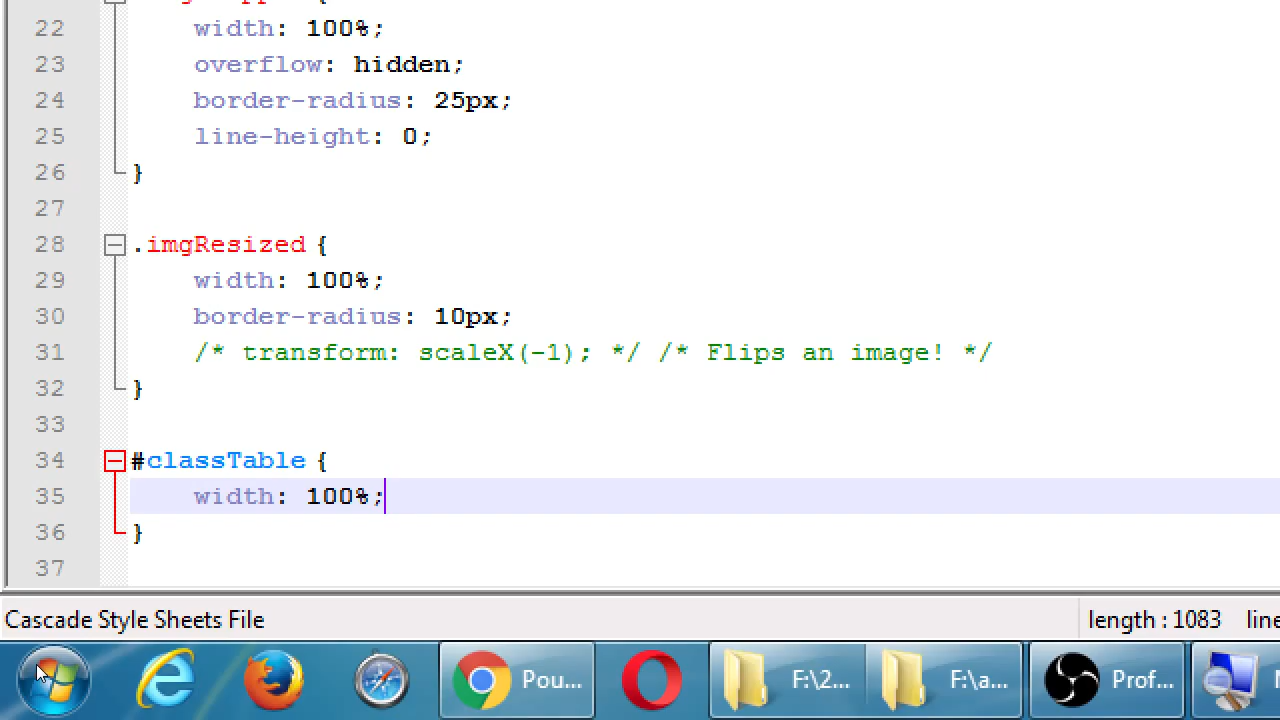 22 width: 100%;
23 overflow: hidden;
24 border-radius: 25px;
25 line-height: 0;
26 }
27
28 .imgResized {
29 width: 100%;
30 border-radius: 10px;
31 /* transform: scaleX(-1); */ /* Flips an image! */
32 }
33
34 #classTable {
35 width: 100%;
36 }
37
Cascade Style Sheets File length : 1083 line
Pou... F:\2... F:\a... Prof...